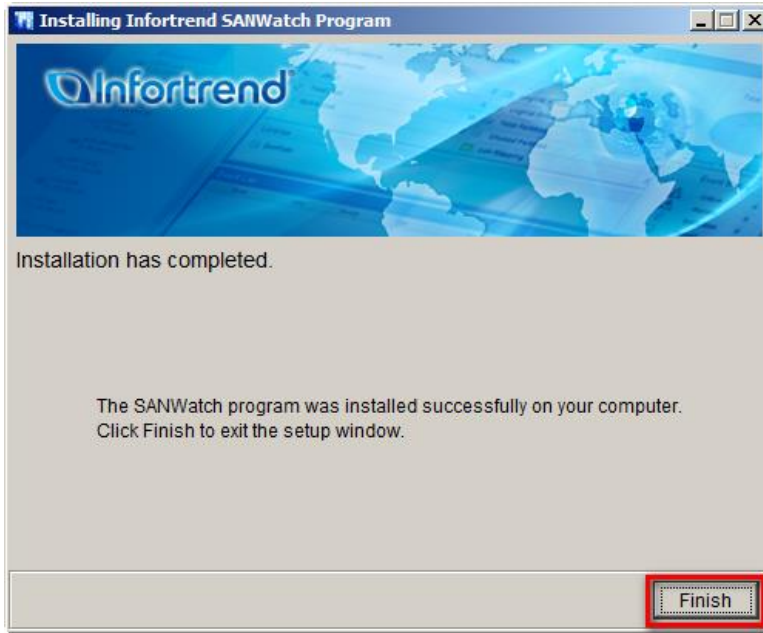 Installing Infortrend SANWatch Program
Infortrend
Installation has completed.
The SANWatch program was installed successfully on your computer.
Click Finish to exit the setup window.
Finish